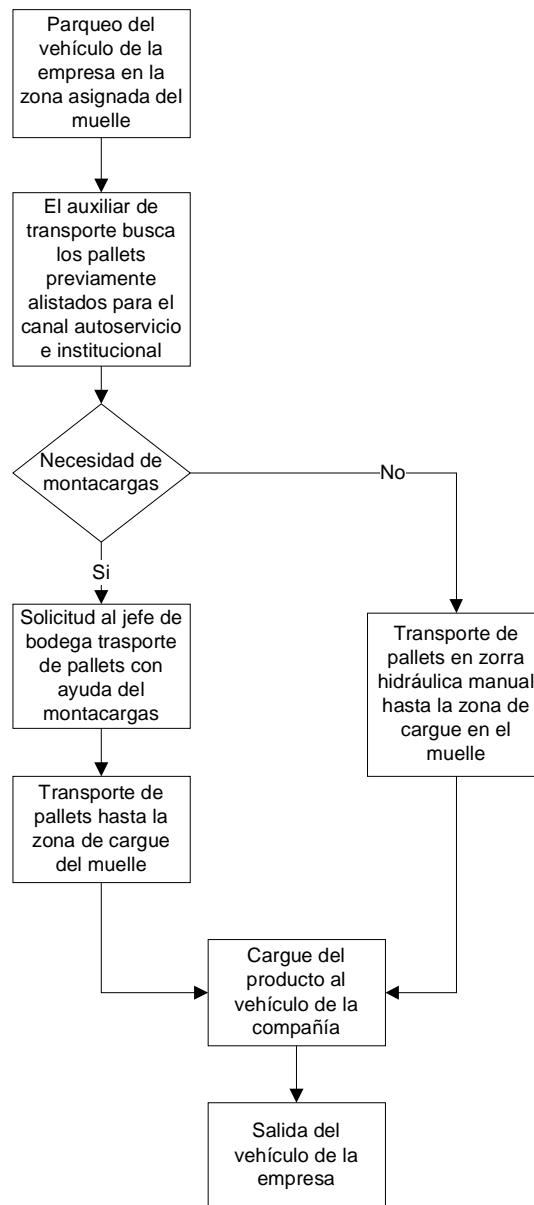 Parqueo del
vehículo de la
empresa en la
zona asignada del
muelle
El auxiliar de
transporte busca
los pallets
previamente
alistados para el
canal autoservicio
e institucional
Necesidad de
montacargas
No
Si
Solicitud al jefe de
bodega trasporte
de pallets con
ayuda del
montacargas
Transporte de
pallets en zorra
hidráulica manual
hasta la zona de
cargue en el
muelle
Transporte de
pallets hasta la
zona de cargue
del muelle
Cargue del
producto al
vehículo de la
compañía
Salida del
vehículo de la
empresa